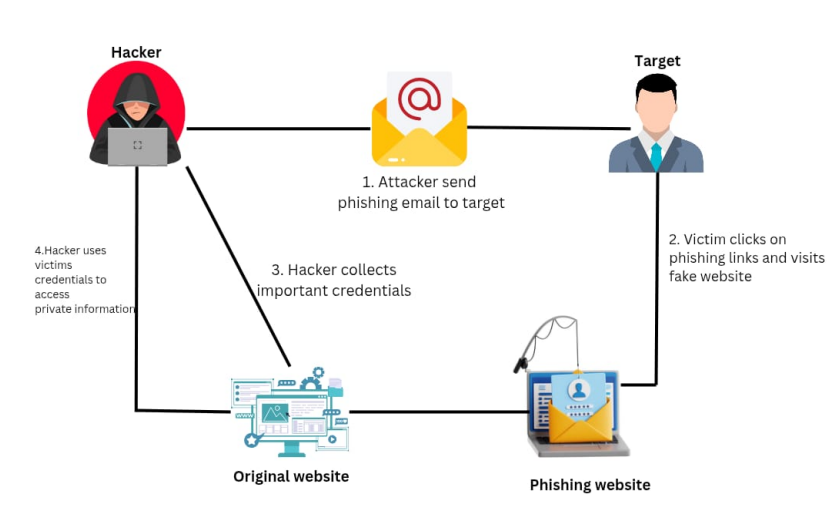 Hacker
Target
1. Attacker send
phishing email to target
2. Victim clicks on
phishing links and visits
fake website
3. Hacker collects
important credentials
4.Hacker uses
victims
credentials to
access
private information
Original website
Phishing website